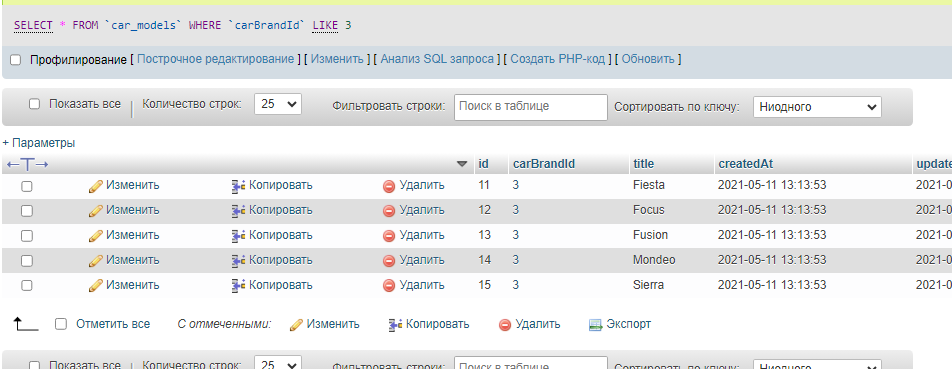 SELECT * FROM `car_models` WHERE `carBrandId` LIKE 3
Профилирование [ Построчное редактирование ] [ Изменить ] [ Анализ SQL запроса ] [ Создать PHP-код ] [ Обновить ]
Показать все Количество строк: 25 Фильтровать строки: Поиск в таблице Сортировать по ключу: Ниодного
+ Параметры
←T→ id carBrandId title createdAt update
Изменить Копировать Удалить 11 3 Fiesta 2021-05-11 13:13:53 2021-0
Изменить Копировать Удалить 12 3 Focus 2021-05-11 13:13:53 2021-0
Изменить Копировать Удалить 13 3 Fusion 2021-05-11 13:13:53 2021-0
Изменить Копировать Удалить 14 3 Mondeo 2021-05-11 13:13:53 2021-0
Изменить Копировать Удалить 15 3 Sierra 2021-05-11 13:13:53 2021-0
Отметить все С отмеченными: Изменить Копировать Удалить Экспорт
Показать все Количество строк: 25 Фильтровать строки: Поиск в таблице Сортировать по ключу: Ниодного